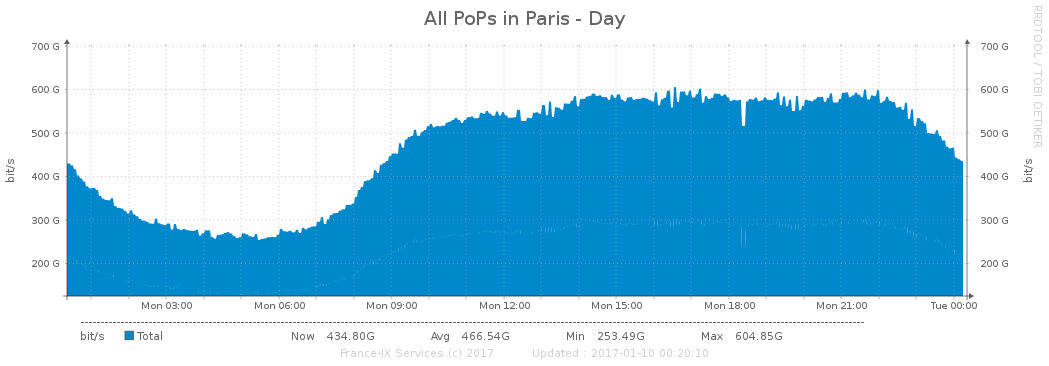 All PoPs in Paris - Day
RRDTOOL / TOBI OETIKER
700 G 700 G
600 G 600 G
500 G 500 G
400 G 400 G
300 G 300 G
200 G 200 G
bit/s
bit/s
Mon 03:00 Mon 06:00 Mon 09:00 Mon 12:00 Mon 15:00 Mon 18:00 Mon 21:00 Tue 00:00
bit/s Total Now 434.80G Avg 466.54G Min 253.49G Max 604.85G
France-IX Services (c) 2017 Updated : 2017-01-10 00:20:10